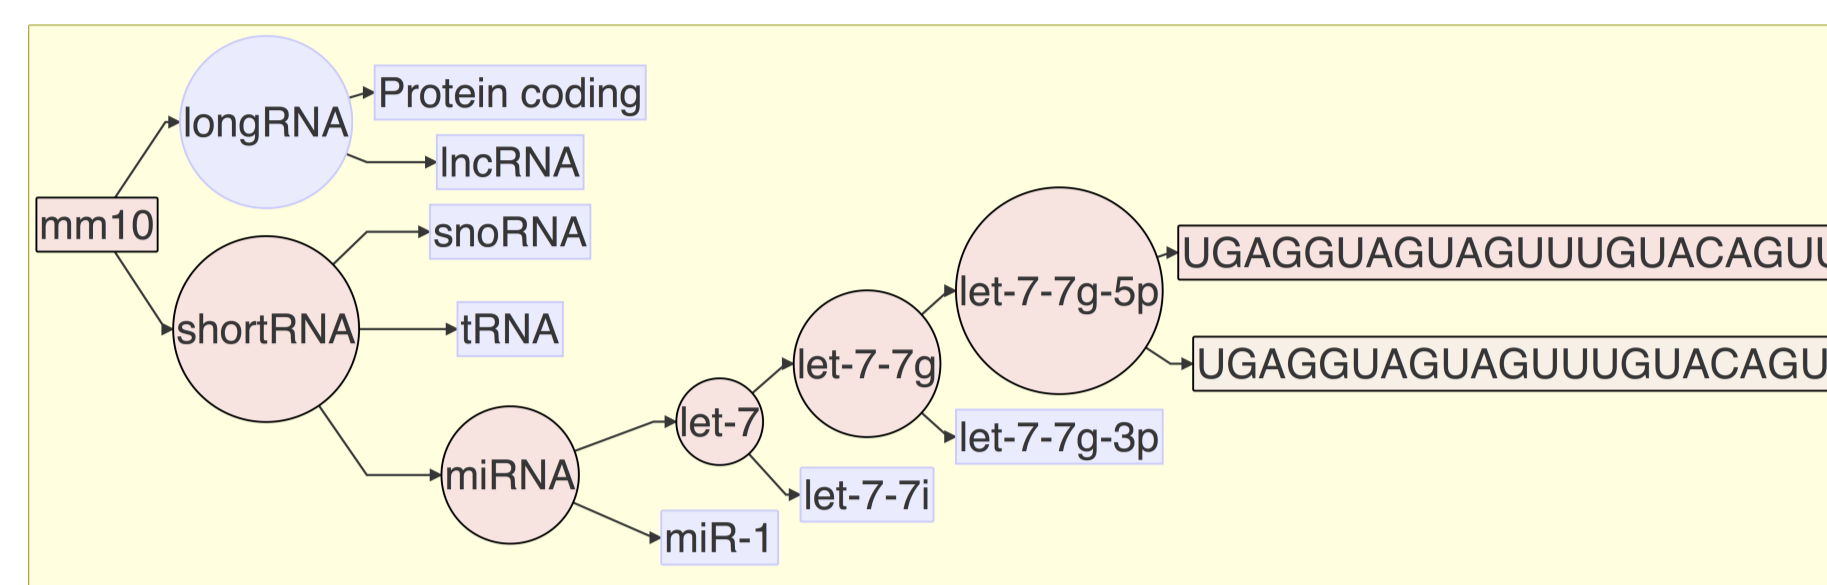 longRNA
Protein coding
lncRNA
mm10
snoRNA
shortRNA
tRNA
miRNA
let-7
miR-1
let-7-7g
let-7-7i
let-7-7g-5p
let-7-7g-3p
UGAGGUAGUAGUUUGUACAGUU
UGAGGUAGUAGUUUGUACAGU